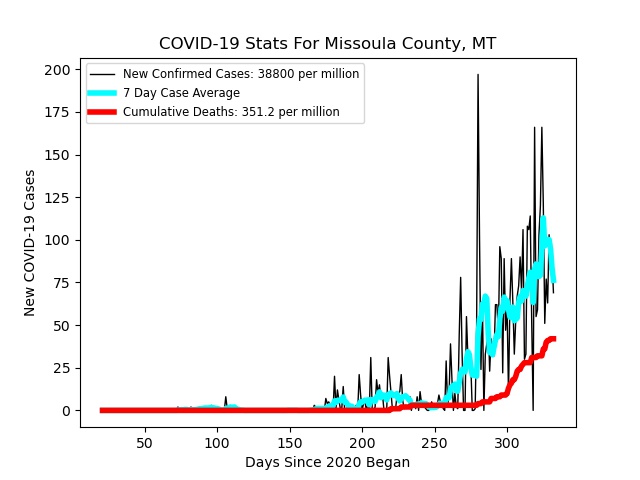 COVID-19 Stats For Missoula County, MT
New Confirmed Cases: 38800 per million
7 Day Case Average
Cumulative Deaths: 351.2 per million
New COVID-19 Cases
200
175
150
125
100
75
50
25
0
50
100
150
200
250
300
Days Since 2020 Began